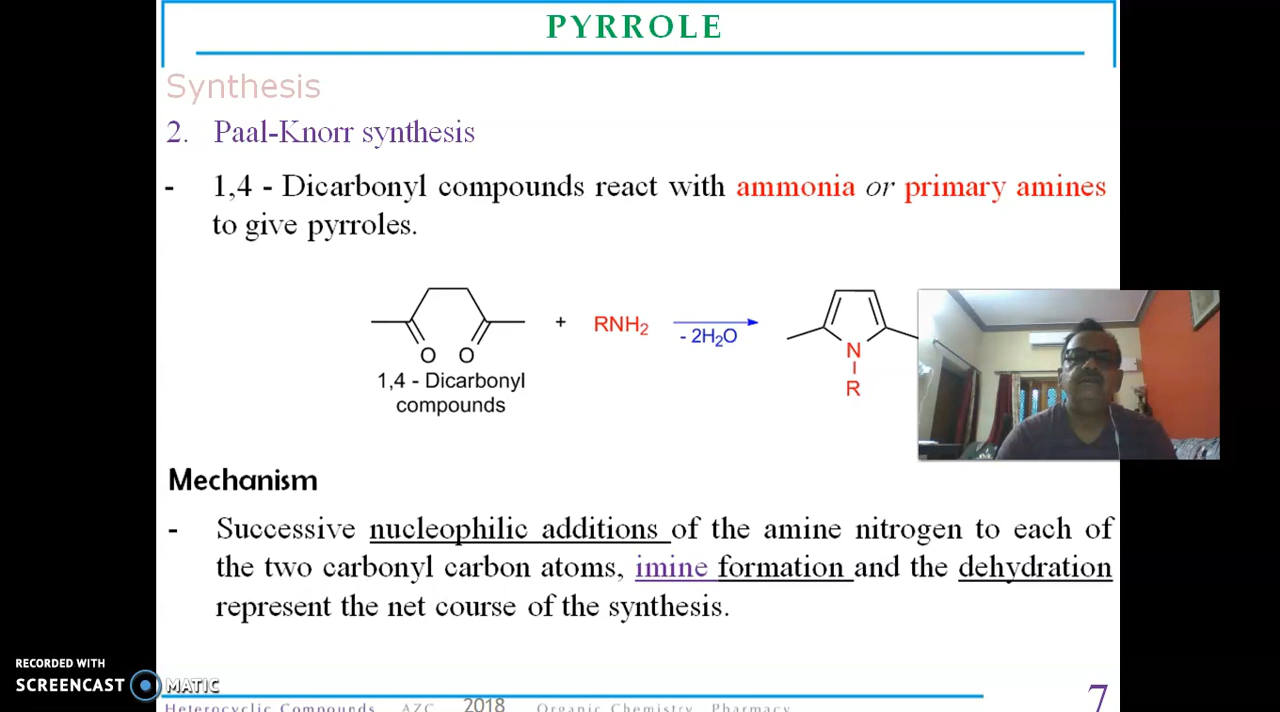 PYRROLE
Synthesis
2. Paal-Knorr synthesis
- 1,4 - Dicarbonyl compounds react with ammonia or primary amines
to give pyrroles.
+ RNH2
- 2H2O
O O
N
R
1,4 - Dicarbonyl
compounds
Mechanism
- Successive nucleophilic additions of the amine nitrogen to each of
the two carbonyl carbon atoms, imine formation and the dehydration
represent the net course of the synthesis.
RECORDED WITH
SCREENCAST MATIC
7
Heterocyclic Compounds AZC 2018 Organic Chemistry Pharmacy